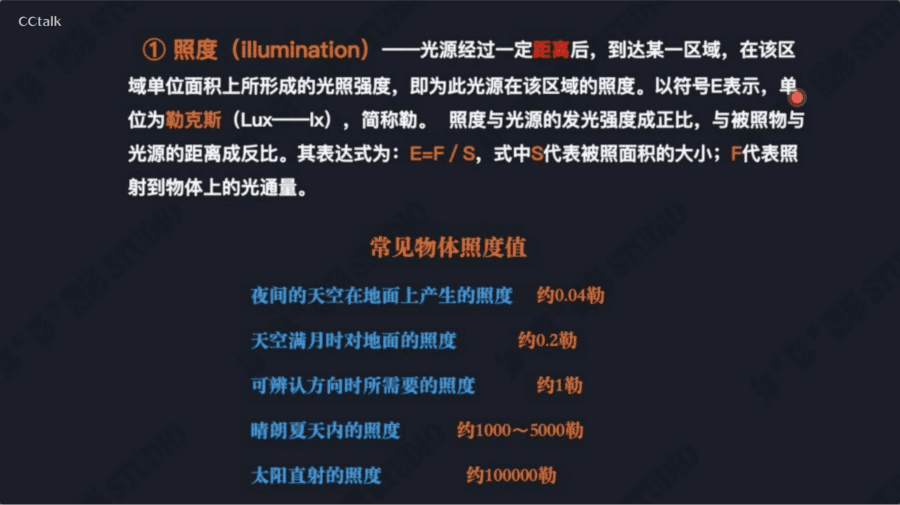 CCtalk
① 照度（illumination）——光源经过一定距离后，到达某一区域，在该区
域单位面积上所形成的光照强度，即为此光源在该区域的照度。以符号E表示，单
位为勒克斯（Lux——lx），简称勒。 照度与光源的发光强度成正比，与被照物与
光源的距离成反比。其表达式为：E=F / S，式中S代表被照面积的大小；F代表照
射到物体上的光通量。
常见物体照度值
夜间的天空在地面上产生的照度 约0.04勒
天空满月时对地面的照度 约0.2勒
可辨认方向时所需要的照度 约1勒
晴朗夏天内的照度 约1000～5000勒
太阳直射的照度 约100000勒